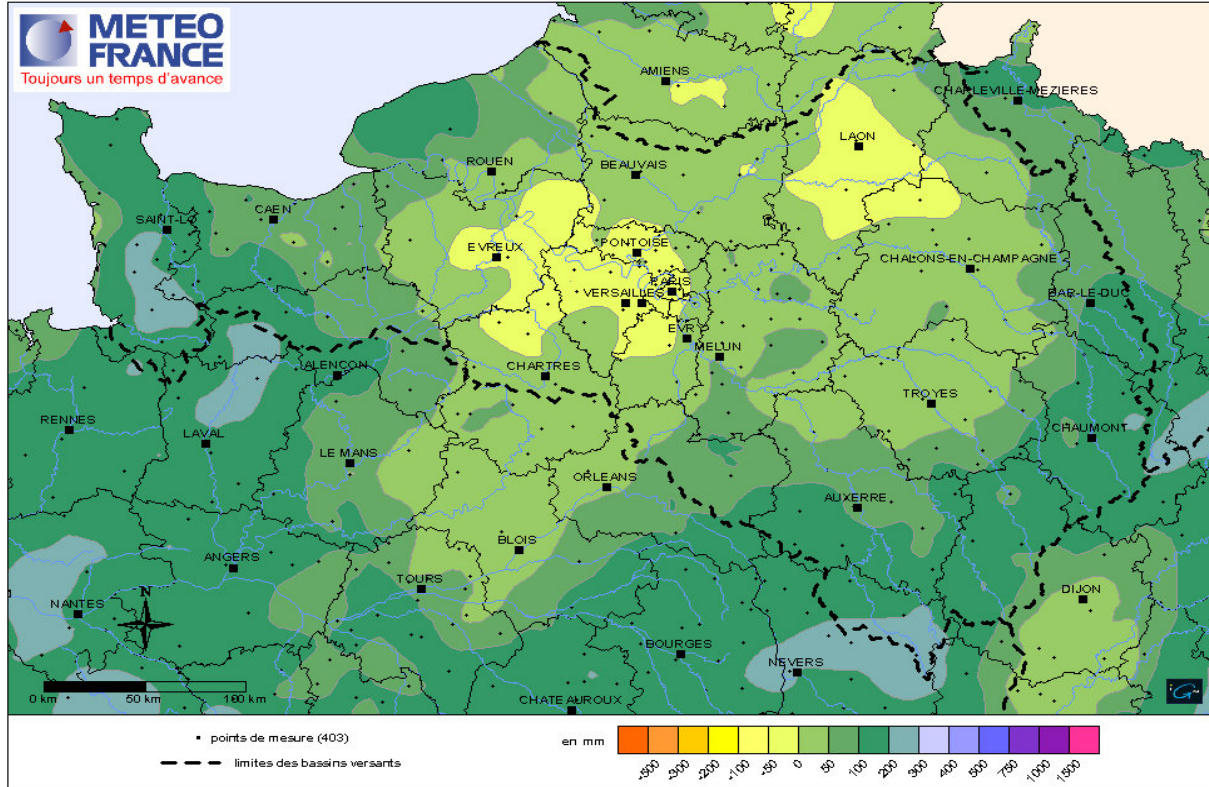 METEO
FRANCE
Toujours un temps d'avance
AMIENS
CHARLEVILLE-MEZIERES
LAON
ROUEN
BEAUVAIS
SAINT-LO
CAEN
EVREUX
PONTOISE
CHALONS-EN-CHAMPAGNE
PARIS
VERSAILLES
BAR-LE-DUC
EVRY
MELUN
ALENCON
CHARTRES
TROYES
RENNES
LAVAL
CHAUMONT
LE MANS
ORLEANS
AUXERRE
BLOIS
ANGERS
TOURS
DIJON
NANTES
N
BOURGES
NEVERS
0 km 50 km 100 km
CHATEAUROUX
points de mesure (403)
limites des bassins versants
en mm
-500 -300 -200 -100 -50 0 50 100 200 300 400 500 750 1000 1500